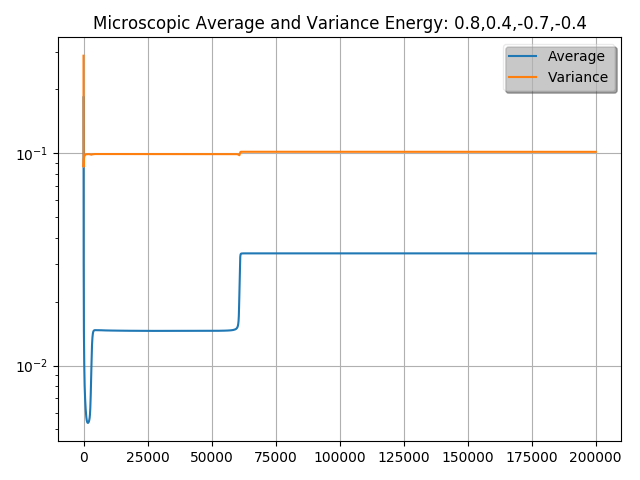 Microscopic Average and Variance Energy: 0.8,0.4,-0.7,-0.4
Average
Variance
10⁻¹
10⁻²
0 25000 50000 75000 100000 125000 150000 175000 200000